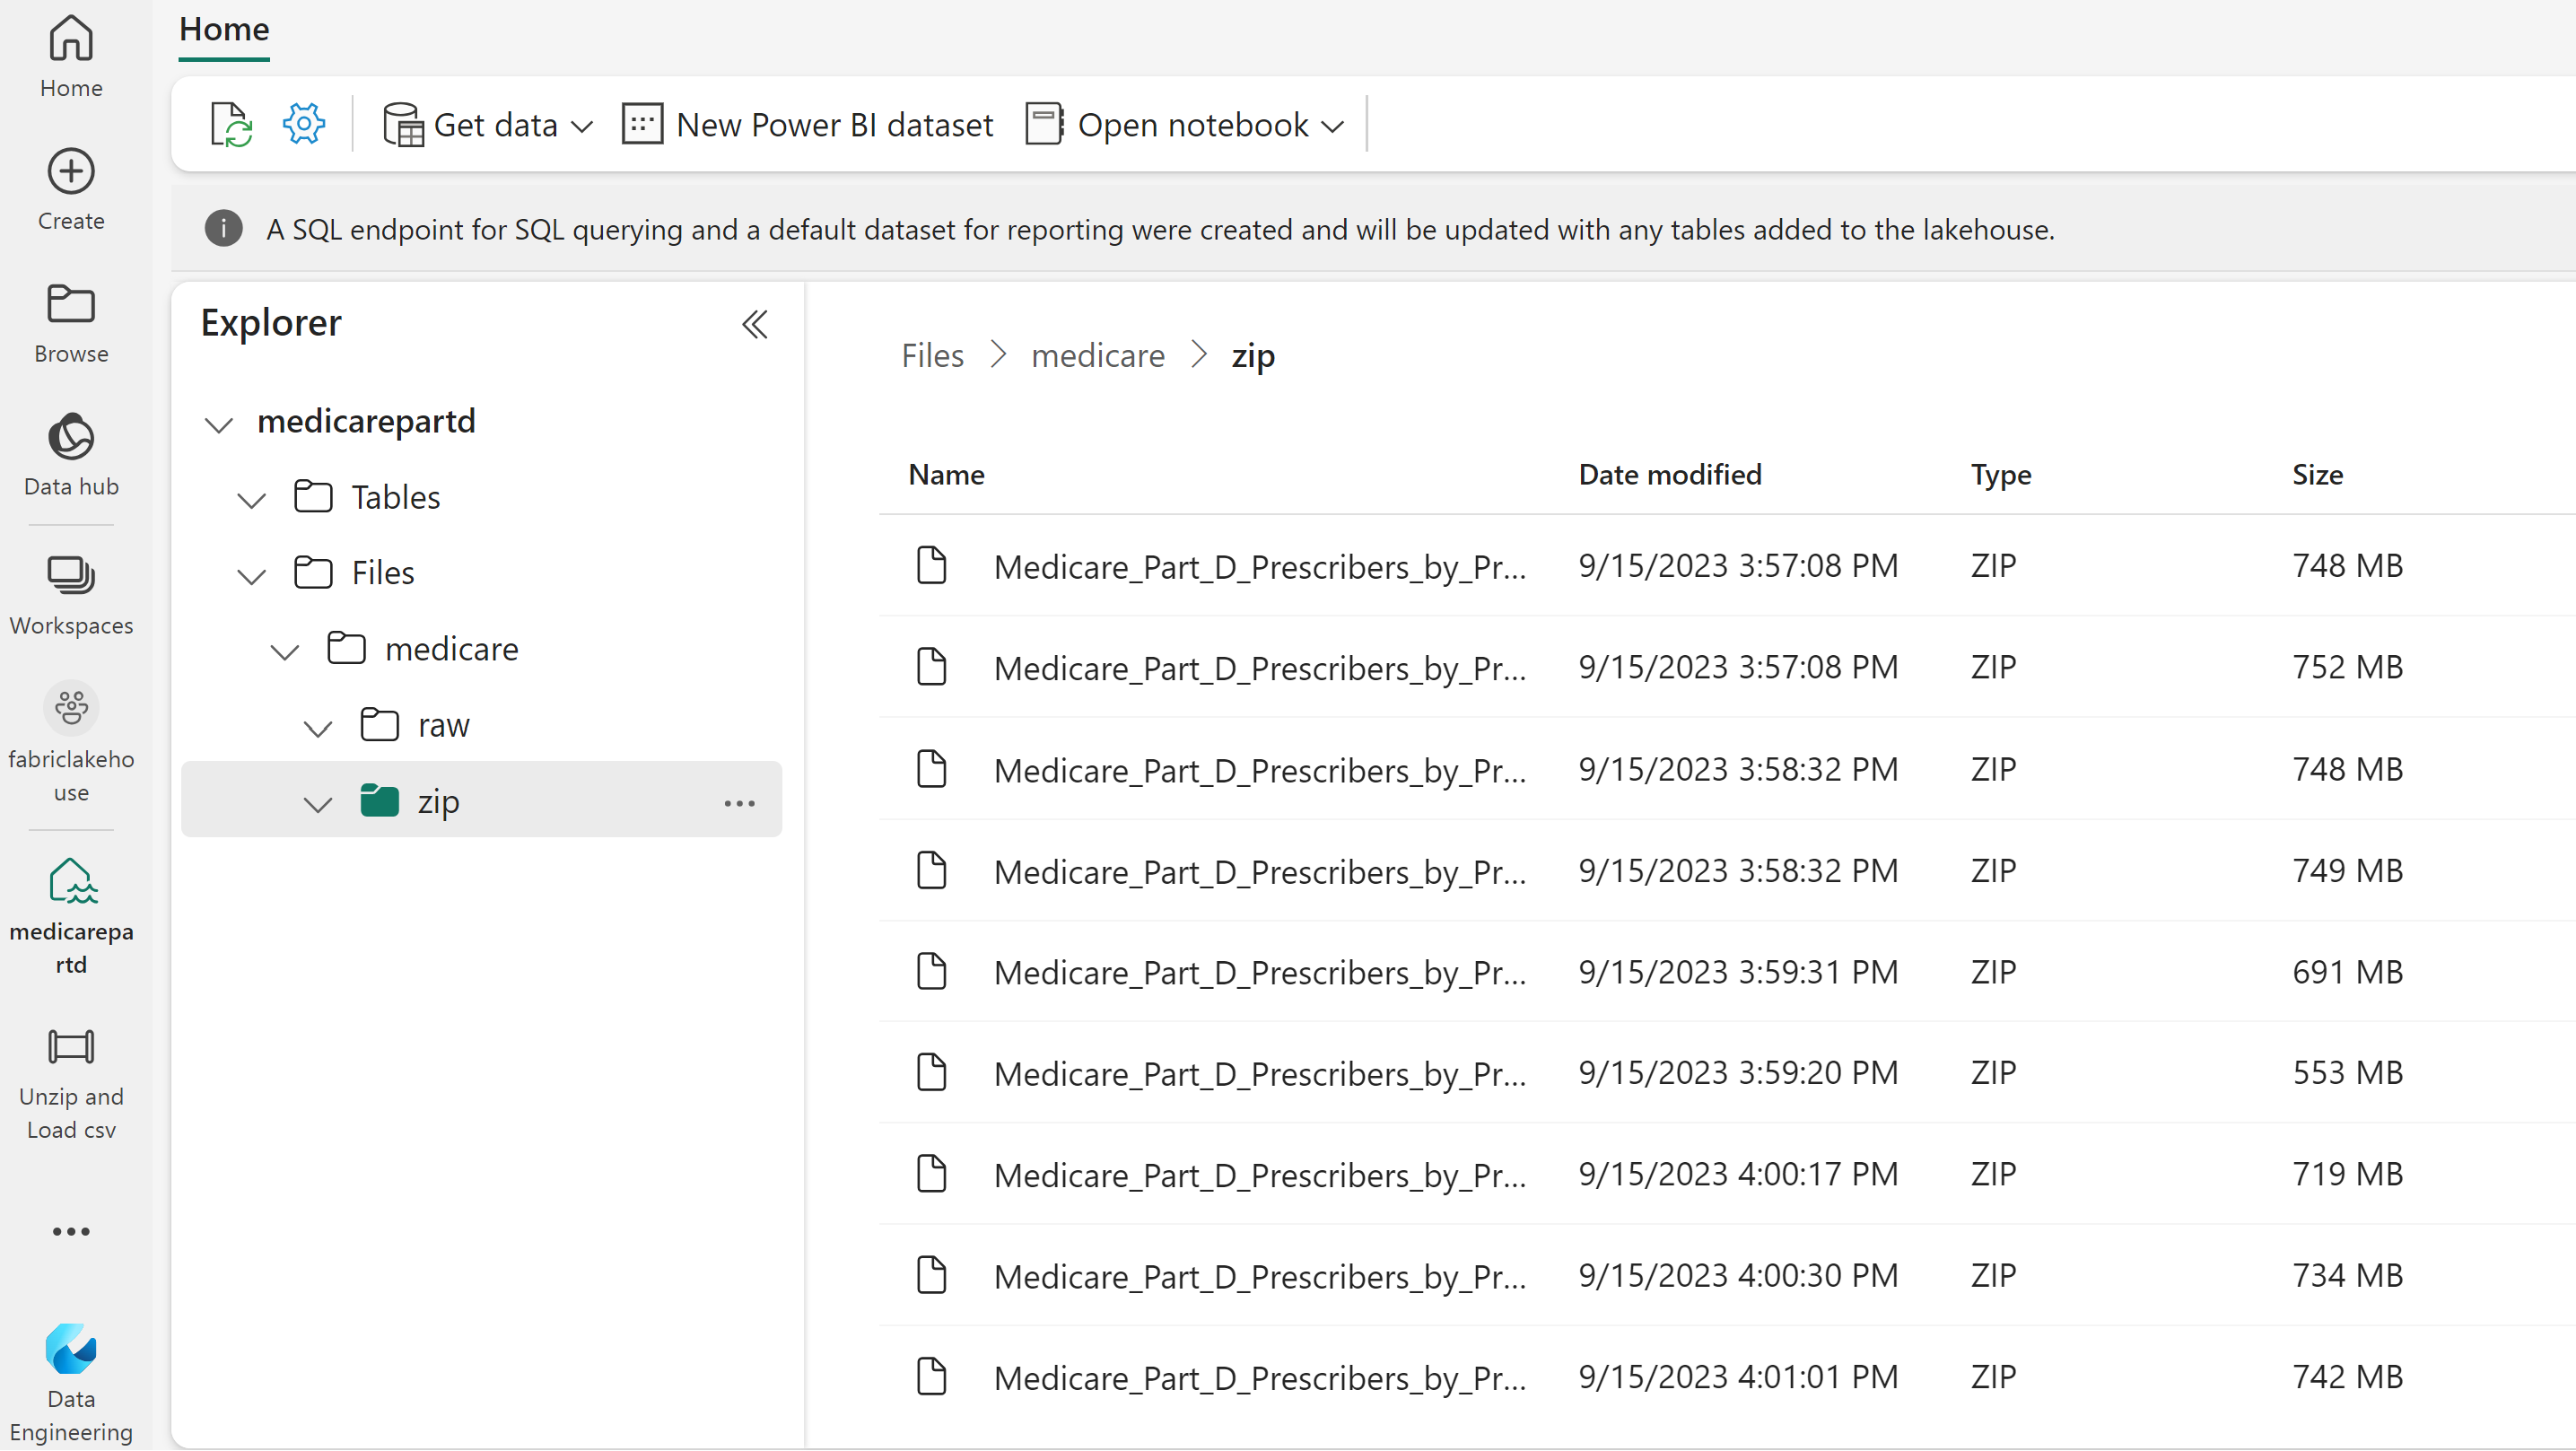 Home
Create
Browse
Data hub
Workspaces
fabriclakeho
use
medicarepa
rtd
Unzip and
Load csv
Data
Engineering
Home
Get data
New Power BI dataset
Open notebook
A SQL endpoint for SQL querying and a default dataset for reporting were created and will be updated with any tables added to the lakehouse.
Explorer
medicarepartd
Tables
Files
medicare
raw
zip
Files > medicare > zip
Name Date modified Type Size
Medicare_Part_D_Prescribers_by_Pr... 9/15/2023 3:57:08 PM ZIP 748 MB
Medicare_Part_D_Prescribers_by_Pr... 9/15/2023 3:57:08 PM ZIP 752 MB
Medicare_Part_D_Prescribers_by_Pr... 9/15/2023 3:58:32 PM ZIP 748 MB
Medicare_Part_D_Prescribers_by_Pr... 9/15/2023 3:58:32 PM ZIP 749 MB
Medicare_Part_D_Prescribers_by_Pr... 9/15/2023 3:59:31 PM ZIP 691 MB
Medicare_Part_D_Prescribers_by_Pr... 9/15/2023 3:59:20 PM ZIP 553 MB
Medicare_Part_D_Prescribers_by_Pr... 9/15/2023 4:00:17 PM ZIP 719 MB
Medicare_Part_D_Prescribers_by_Pr... 9/15/2023 4:00:30 PM ZIP 734 MB
Medicare_Part_D_Prescribers_by_Pr... 9/15/2023 4:01:01 PM ZIP 742 MB